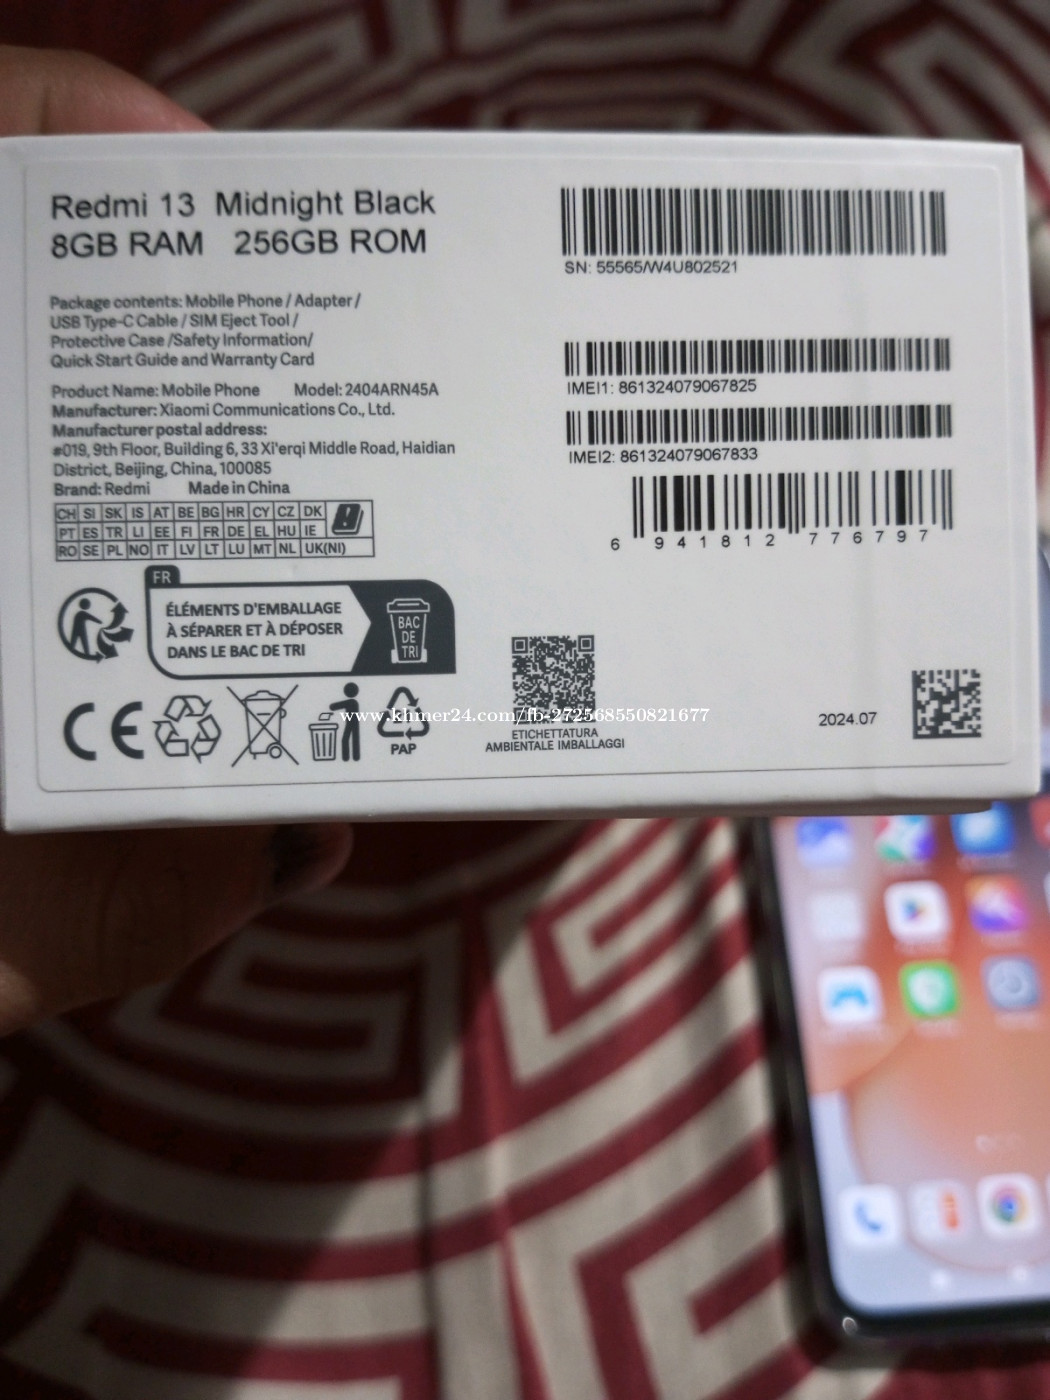 Redmi 13 Midnight Black
8GB RAM 256GB ROM
Package contents: Mobile Phone / Adapter /
USB Type-C Cable / SIM Eject Tool /
Protective Case /Safety Information/
Quick Start Guide and Warranty Card
Product Name: Mobile Phone Model: 2404ARN45A
Manufacturer: Xiaomi Communications Co., Ltd.
Manufacturer postal address:
#019, 9th Floor, Building 6, 33 Xi'erqi Middle Road, Haidian
District, Beijing, China, 100085
Brand: Redmi Made in China
CH SI SK IS AT BE BG HR CY CZ DK
PT ES TR LI EE FI FR DE EL HU IE
RO SE PL NO IT LV LT LU MT NL UK(NI)
FR
ÉLÉMENTS D'EMBALLAGE
À SÉPARER ET À DÉPOSER
DANS LE BAC DE TRI
BAC
DE
TRI
CE
PAP
SN: 55565/W4U802521
IMEI1: 861324079067825
IMEI2: 861324079067833
6 941812 776797
ETICHETTATURA
AMBIENTALE IMBALLAGGI
2024.07
www.khmer24.com/fb-272568550821677